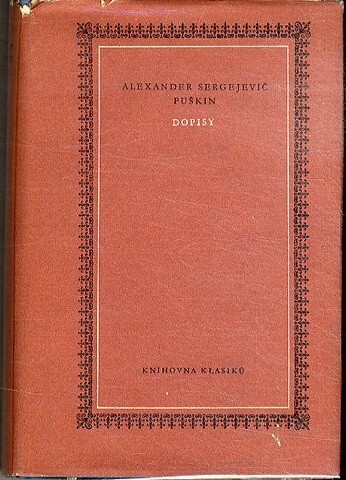 ALEXANDER SERGEJEVIČ
PUŠKIN
DOPISY
KNIHOVNA KLASIKŮ